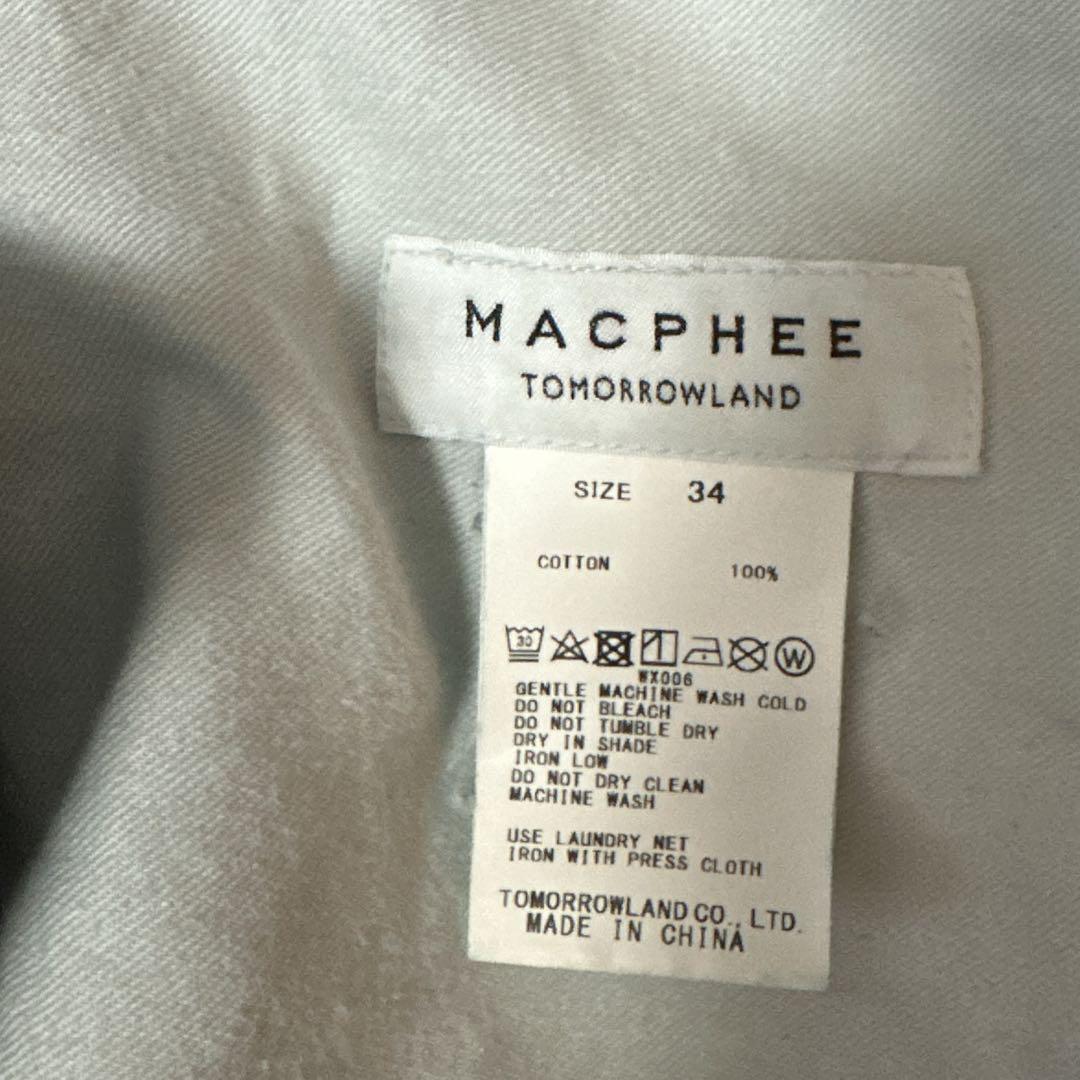 MACPHEE
TOMORROWLAND
SIZE 34
COTTON 100%
30 W
WX006
GENTLE MACHINE WASH COLD
DO NOT BLEACH
DO NOT TUMBLE DRY
DRY IN SHADE
IRON LOW
DO NOT DRY CLEAN
MACHINE WASH
USE LAUNDRY NET
IRON WITH PRESS CLOTH
TOMORROWLAND CO., LTD.
MADE IN CHINA